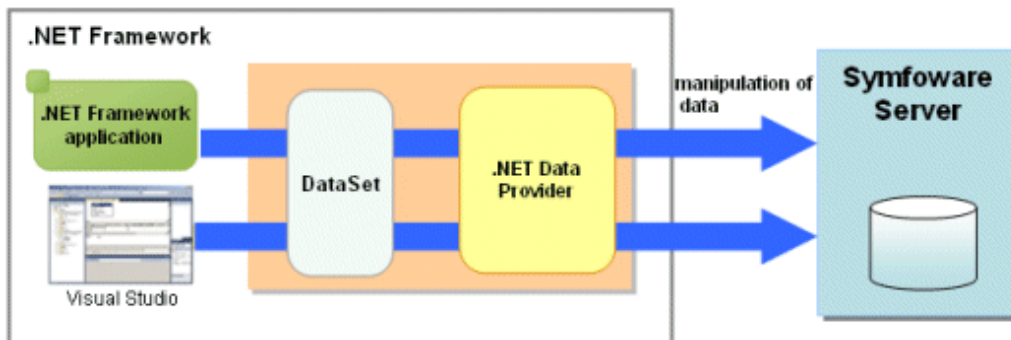 .NET Framework
.NET Framework
application
Visual Studio
DataSet
.NET Data
Provider
manipulation of
data
Symfoware
Server